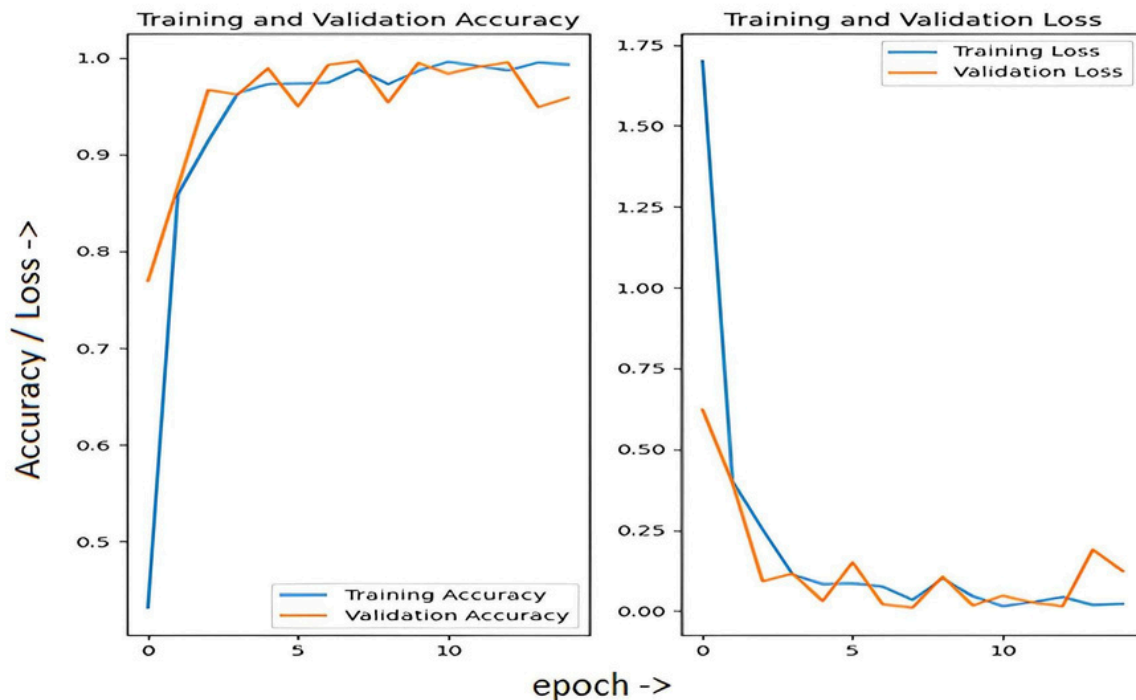 Training and Validation Accuracy
1.0
0.9
0.8
0.7
0.6
0.5
0
5
10
Training Accuracy
Validation Accuracy
Training and Validation Loss
1.75
1.50
1.25
1.00
0.75
0.50
0.25
0.00
0
5
10
Training Loss
Validation Loss
Accuracy / Loss ->
epoch ->